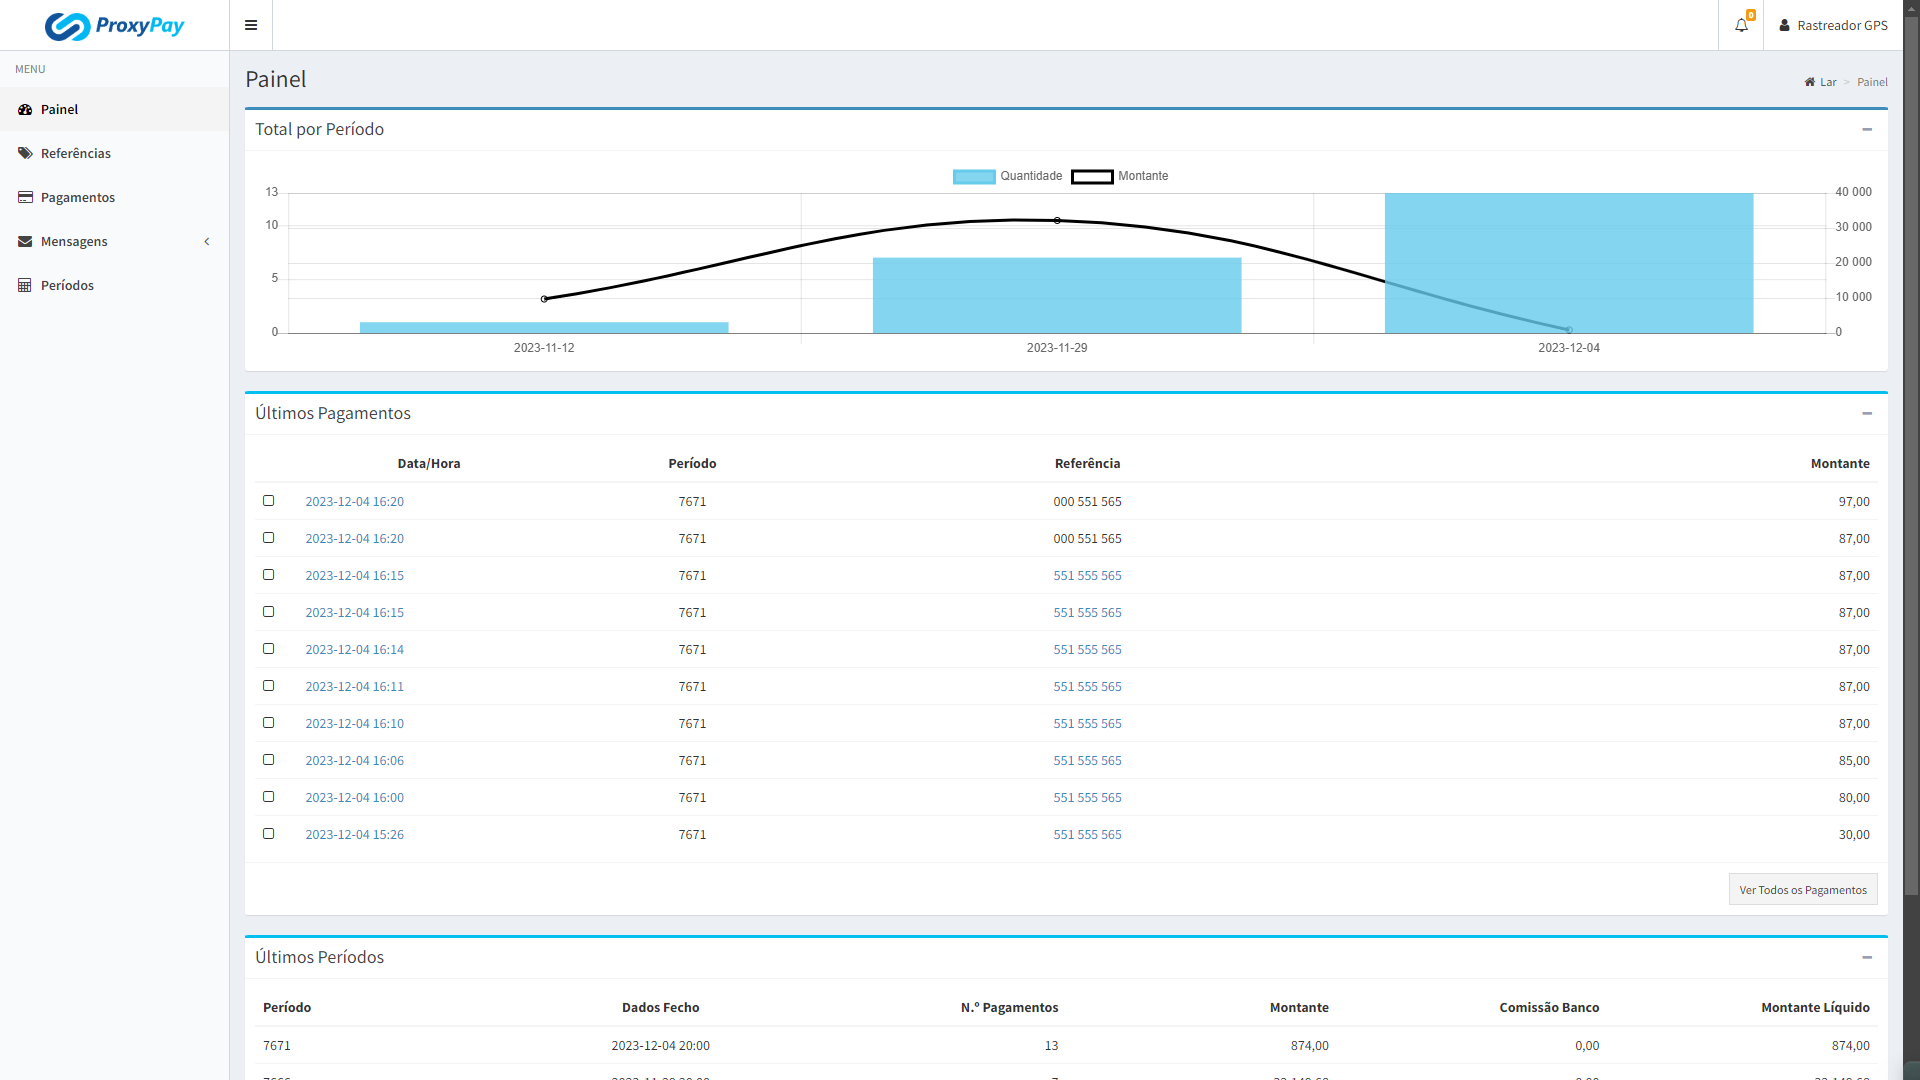 ProxyPay
0
Rastreador GPS
MENU
Painel
Referências
Pagamentos
Mensagens
Períodos
Painel
Lar > Painel
Total por Período
Quantidade Montante
13
10
5
0
40 000
30 000
20 000
10 000
0
2023-11-12 2023-11-29 2023-12-04
Últimos Pagamentos
Data/Hora Período Referência Montante
2023-12-04 16:20 7671 000 551 565 97,00
2023-12-04 16:20 7671 000 551 565 87,00
2023-12-04 16:15 7671 551 555 565 87,00
2023-12-04 16:15 7671 551 555 565 87,00
2023-12-04 16:14 7671 551 555 565 87,00
2023-12-04 16:11 7671 551 555 565 87,00
2023-12-04 16:10 7671 551 555 565 87,00
2023-12-04 16:06 7671 551 555 565 85,00
2023-12-04 16:00 7671 551 555 565 80,00
2023-12-04 15:26 7671 551 555 565 30,00
Ver Todos os Pagamentos
Últimos Períodos
Período Dados Fecho N.º Pagamentos Montante Comissão Banco Montante Líquido
7671 2023-12-04 20:00 13 874,00 0,00 874,00